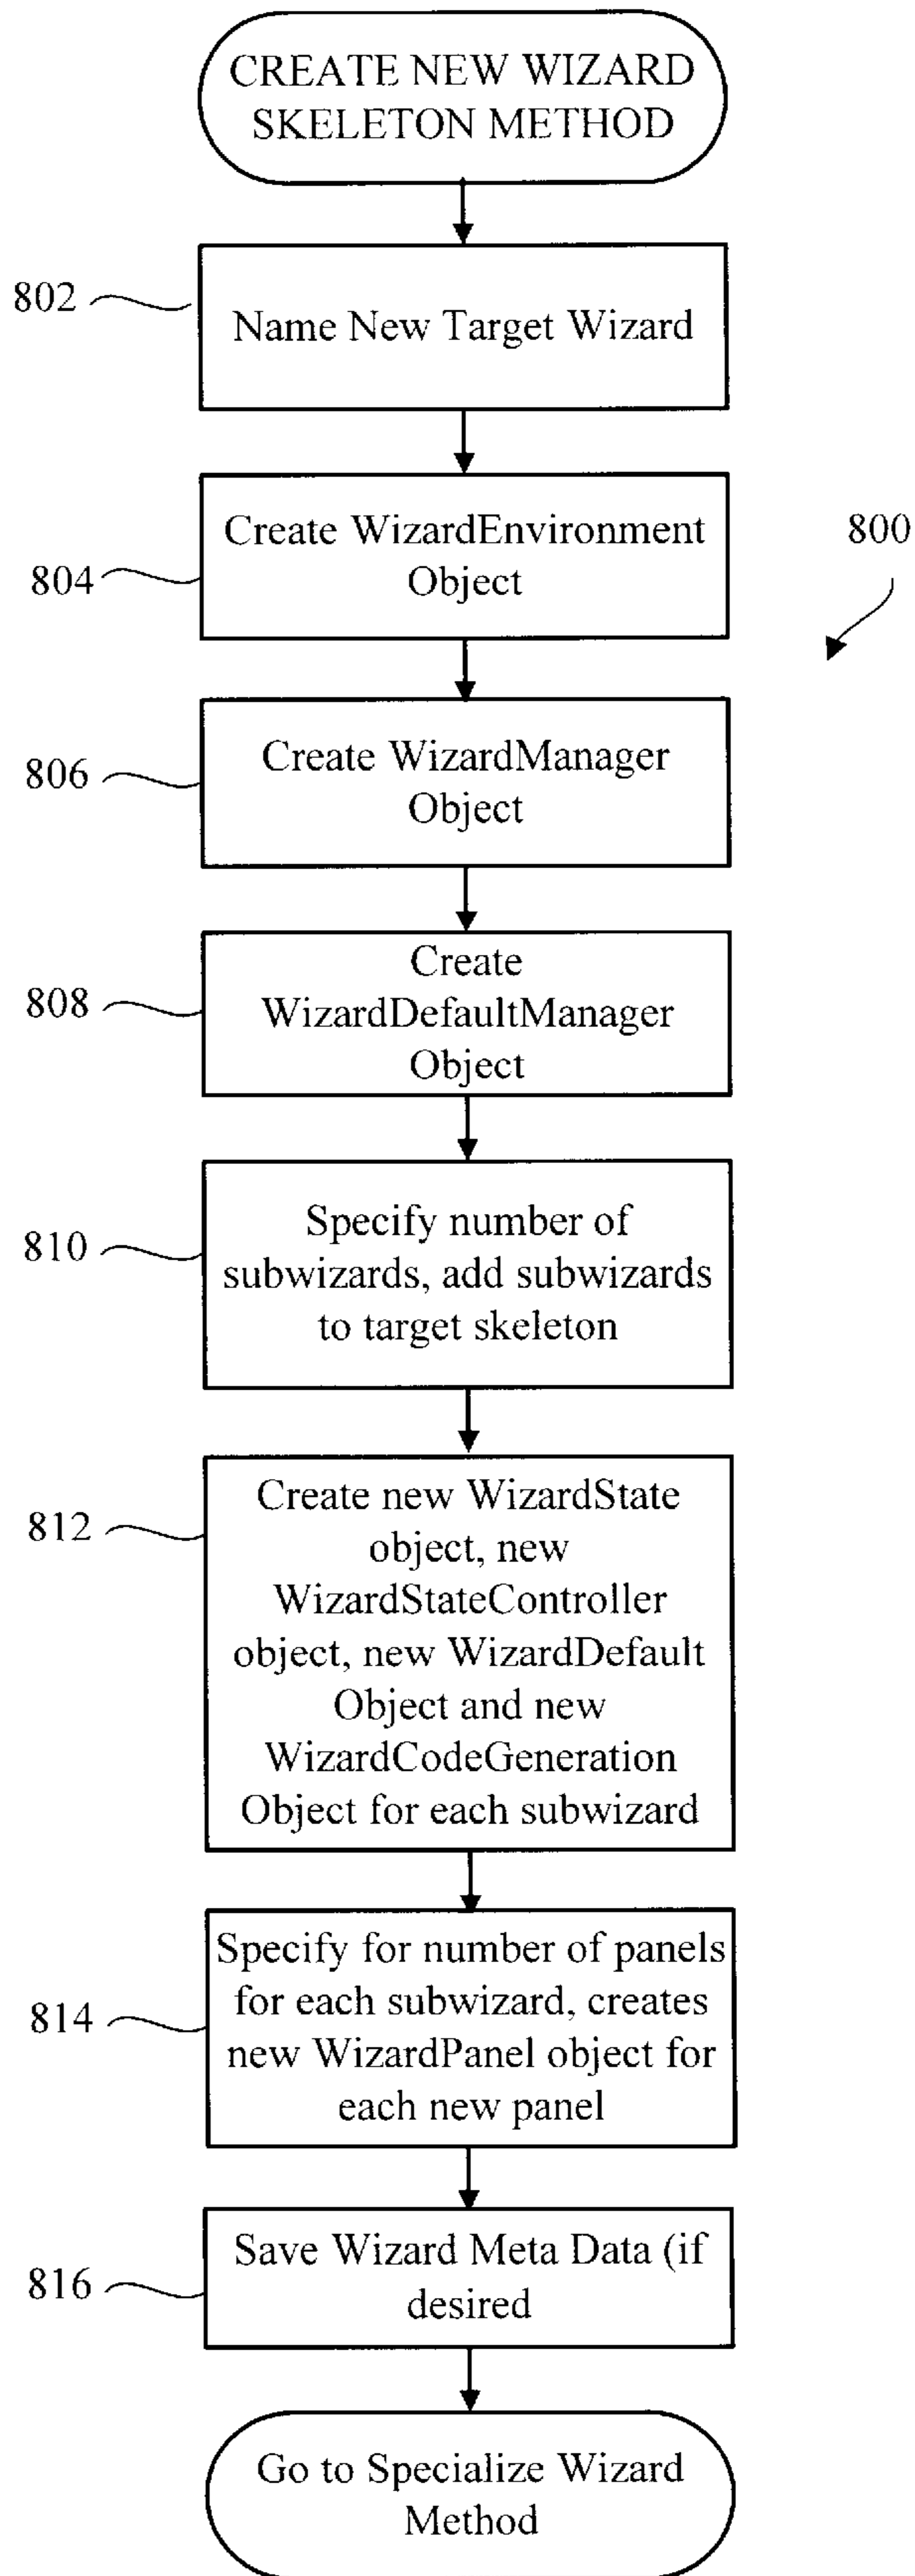 CREATE NEW WIZARD
SKELETON METHOD
802
Name New Target Wizard
804
Create WizardEnvironment
Object
800
806
Create WizardManager
Object
808
Create
WizardDefaultManager
Object
810
Specify number of
subwizards, add subwizards
to target skeleton
812
Create new WizardState
object, new
WizardStateController
object, new WizardDefault
Object and new
WizardCodeGeneration
Object for each subwizard
814
Specify for number of panels
for each subwizard, creates
new WizardPanel object for
each new panel
816
Save Wizard Meta Data (if
desired
Go to Specialize Wizard
Method